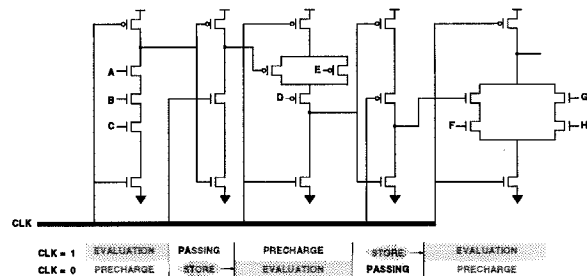 A
B
C
E
D
F
G
H
CLK
CLK = 1 EVALUATION PASSING PRECHARGE STORE EVALUATION
CLK = 0 PRECHARGE STORE EVALUATION PASSING PRECHARGE